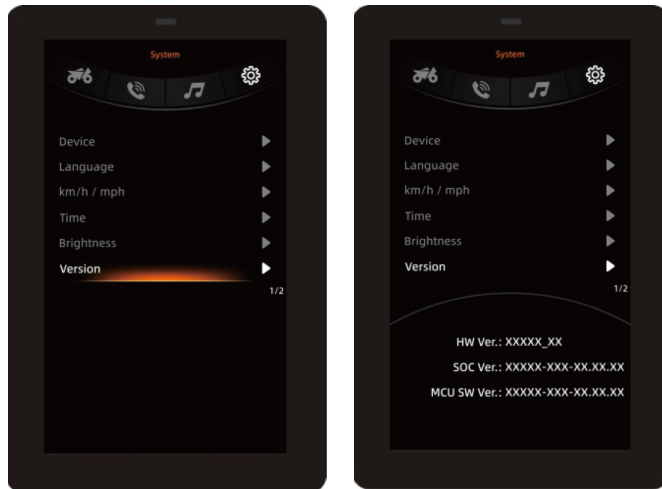 System
Device
Language
km/h / mph
Time
Brightness
Version
1/2
System
Device
Language
km/h / mph
Time
Brightness
Version
1/2
HW Ver.: XXXXX_XX
SOC Ver.: XXXXX-XXX-XX.XX.XX
MCU SW Ver.: XXXXX-XXX-XX.XX.XX